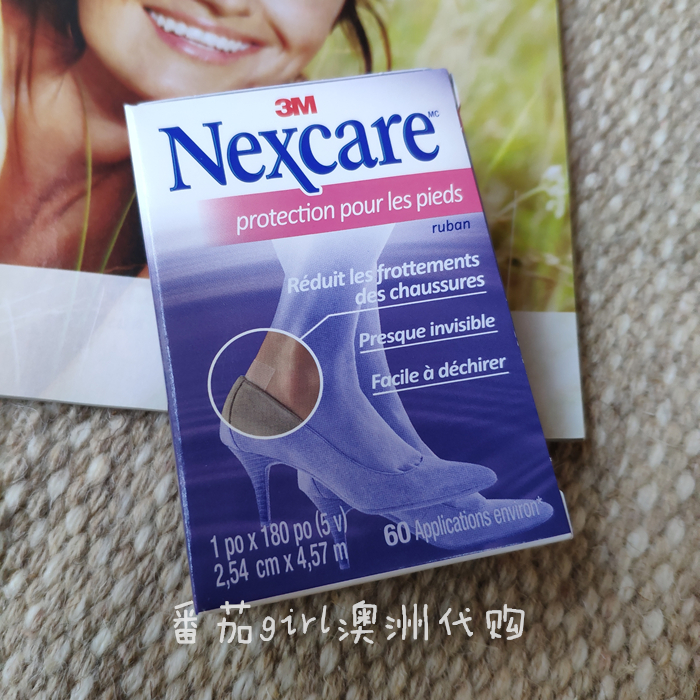 3M
Nexcare MC
protection pour les pieds
ruban
Réduit les frottements
des chaussures
Presque invisible
Facile à déchirer
1 po x 180 po (5 v)
2,54 cm x 4,57 m
60 Applications environ*
番茄girl澳洲代购